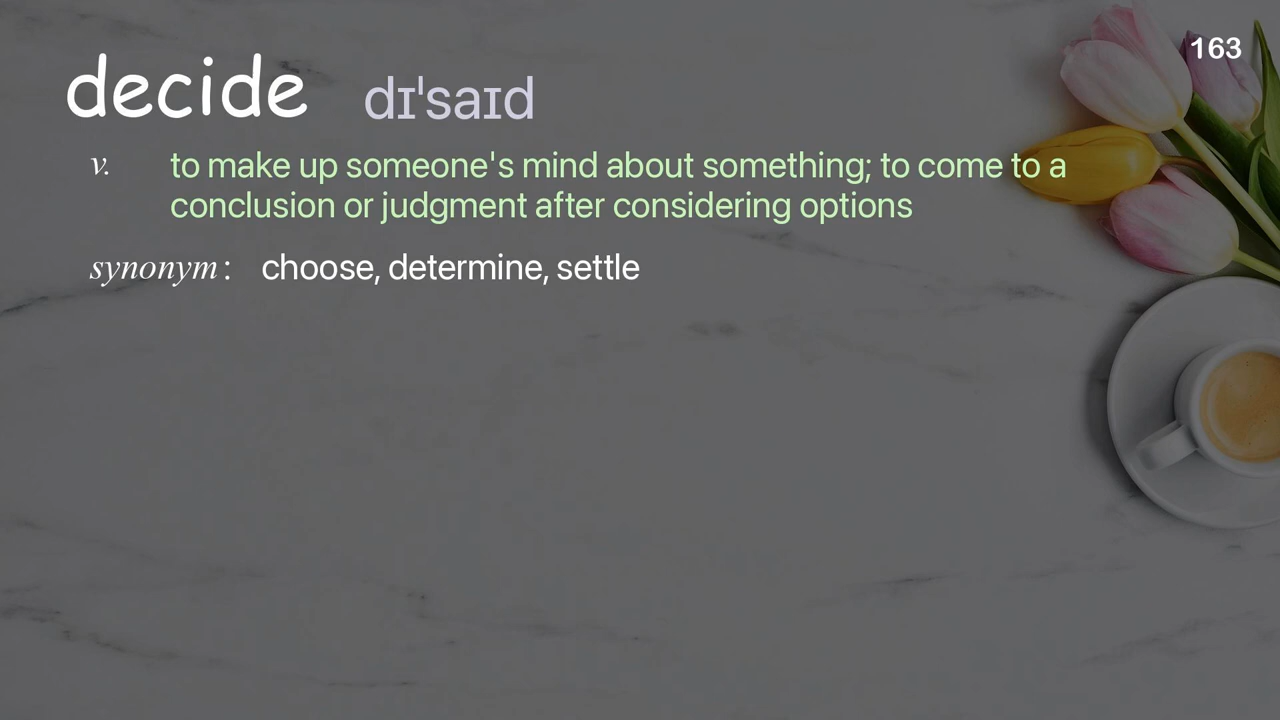 163
decide dɪˈsaɪd
v. to make up someone's mind about something; to come to a
conclusion or judgment after considering options
synonym: choose, determine, settle